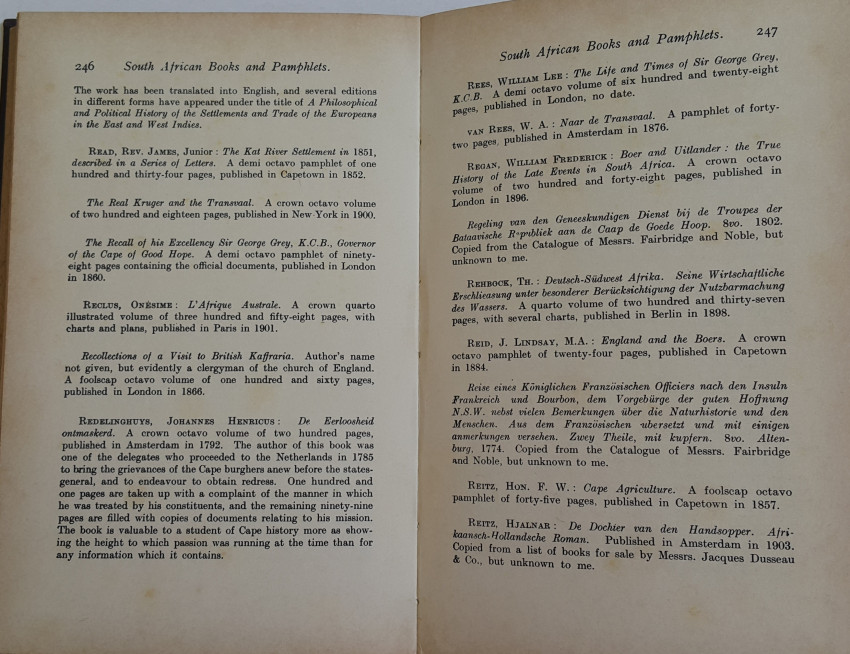 246 South African Books and Pamphlets.
The work has been translated into English, and several editions
in different forms have appeared under the title of A Philosophical
and Political History of the Settlements and Trade of the Europeans
in the East and West Indies.
READ, REV. JAMES, Junior : The Kat River Settlement in 1851,
described in a Series of Letters. A demi octavo pamphlet of one
hundred and thirty-four pages, published in Capetown in 1852.
The Real Kruger and the Transvaal. A crown octavo volume
of two hundred and eighteen pages, published in New York in 1900.
The Recall of his Excellency Sir George Grey, K.C.B., Governor
of the Cape of Good Hope. A demi octavo pamphlet of ninety-
eight pages containing the official documents, published in London
in 1860.
RECLUS, ONÉSIME : L'Afrique Australe. A crown quarto
illustrated volume of three hundred and fifty-eight pages, with
charts and plans, published in Paris in 1901.
Recollections of a Visit to British Kaffraria. Author's name
not given, but evidently a clergyman of the church of England.
A foolscap octavo volume of one hundred and sixty pages,
published in London in 1866.
REDELINGHUYS, JOHANNES HENRICUS : De Eerloosheid
ontmaskerd. A crown octavo volume of two hundred pages,
published in Amsterdam in 1792. The author of this book was
one of the delegates who proceeded to the Netherlands in 1785
to bring the grievances of the Cape burghers anew before the states-
general, and to endeavour to obtain redress. One hundred and
one pages are taken up with a complaint of the manner in which
he was treated by his constituents, and the remaining ninety-nine
pages are filled with copies of documents relating to his mission.
The book is valuable to a student of Cape history more as show-
ing the height to which passion was running at the time than for
any information which it contains.
South African Books and Pamphlets. 247
REES, WILLIAM LEE : The Life and Times of Sir George Grey,
K.C.B. A demi octavo volume of six hundred and twenty-eight
pages, published in London, no date.
VAN REES, W. A. : Naar de Transvaal. A pamphlet of forty-
two pages, published in Amsterdam in 1876.
REGAN, WILLIAM FREDERICK : Boer and Uitlander : the True
History of the Late Events in South Africa. A crown octavo
volume of two hundred and forty-eight pages, published in
London in 1896.
Regeling van den Geneeskundigen Dienst bij de Troupes der
Bataavische Republiek aan de Caap de Goede Hoop. 8vo. 1802.
Copied from the Catalogue of Messrs. Fairbridge and Noble, but
unknown to me.
REHBOCK, TH. : Deutsch-Südwest Afrika. Seine Wirtschaftliche
Erschlieasung unter besonderer Berücksichtigung der Nutzbarmachung
des Wassers. A quarto volume of two hundred and thirty-seven
pages, with several charts, published in Berlin in 1898.
REID, J. LINDSAY, M.A. : England and the Boers. A crown
octavo pamphlet of twenty-four pages, published in Capetown
in 1884.
Reise eines Königlichen Französischen Officiers nach den Insuln
Frankreich und Bourbon, dem Vorgebürge der guten Hoffnung
N.S.W. nebst vielen Bemerkungen über die Naturhistorie und den
Menschen. Aus dem Französischen ubersetzt und mit einigen
anmerkungen versehen. Zwey Theile, mit kupfern. 8vo. Alten-
burg, 1774. Copied from the Catalogue of Messrs. Fairbridge
and Noble, but unknown to me.
REITZ, HON. F. W. : Cape Agriculture. A foolscap octavo
pamphlet of forty-five pages, published in Capetown in 1857.
REITZ, HJALNAR : De Dochter van den Handsopper. Afri-
kaansch-Hollandsche Roman. Published in Amsterdam in 1903.
Copied from a list of books for sale by Messrs. Jacques Dusseau
& Co., but unknown to me.